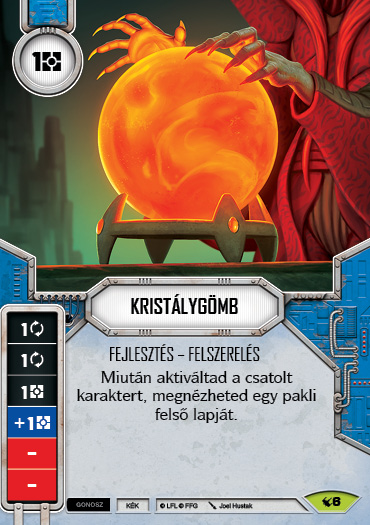 1
KRISTÁLYGÖMB
FEJLESZTÉS – FELSZERELÉS
Miután aktiváltad a csatolt
karaktert, megnézheted egy pakli
felső lapját.
1
1
1
+1
–
–
GONOSZ
KÉK
© LFL © FFG
Joel Hustak
6